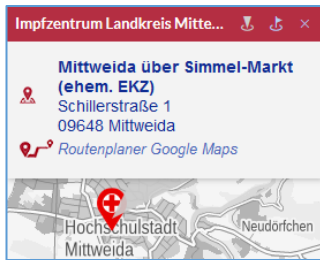 Impfzentrum Landkreis Mitte...
Mittweida über Simmel-Markt
(ehem. EKZ)
Schillerstraße 1
09648 Mittweida
Routenplaner Google Maps
Hochschulstadt
Mittweida
Neudörfchen